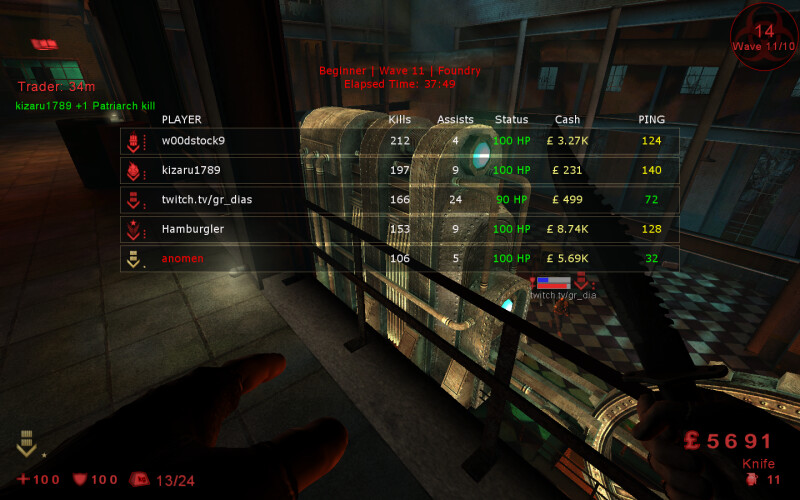 14
Wave 11/10
Beginner | Wave 11 | Foundry
Elapsed Time: 37:49
Trader: 34m
kizaru1789 +1 Patriarch kill
PLAYER Kills Assists Status Cash PING
w00dstock9 212 4 100 HP £ 3.27K 124
kizaru1789 197 9 100 HP £ 231 140
twitch.tv/gr_dias 166 24 90 HP £ 499 72
Hamburgler 153 9 100 HP £ 8.74K 128
anomen 106 5 100 HP £ 5.69K 32
twitch.tv/gr_dia
£ 5691
Knife
100 100 13/24 11